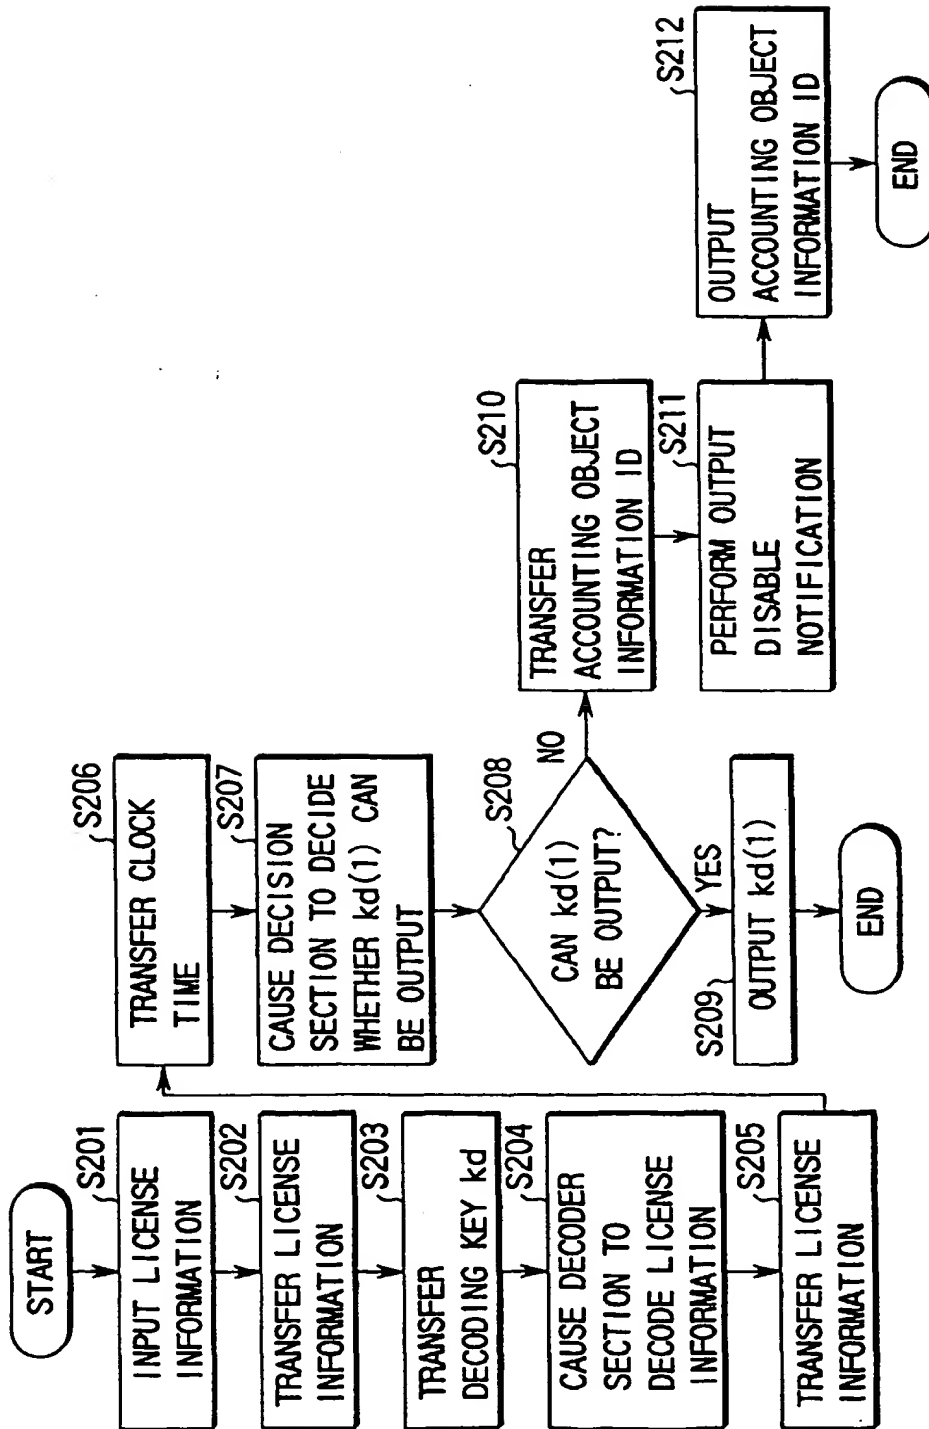 START
S201
INPUT LICENSE
INFORMATION
S202
TRANSFER LICENSE
INFORMATION
S203
TRANSFER
DECODING KEY kd
S204
CAUSE DECODER
SECTION TO
DECODE LICENSE
INFORMATION
S205
TRANSFER LICENSE
INFORMATION
S206
TRANSFER CLOCK
TIME
S207
CAUSE DECISION
SECTION TO DECIDE
WHETHER kd(1) CAN
BE OUTPUT
S208
CAN kd(1)
BE OUTPUT?
NO
YES
S209
OUTPUT kd(1)
END
S210
TRANSFER
ACCOUNTING OBJECT
INFORMATION ID
S211
PERFORM OUTPUT
DISABLE
NOTIFICATION
S212
OUTPUT
ACCOUNTING OBJECT
INFORMATION ID
END